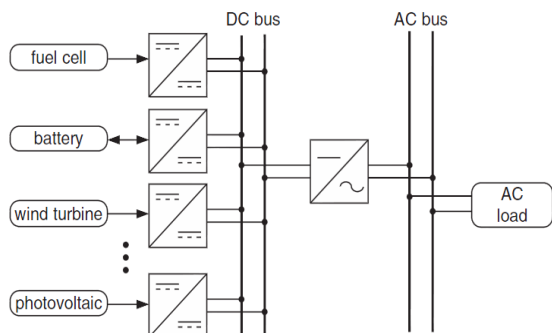 DC bus
AC bus
fuel cell
battery
wind turbine
photovoltaic
AC
load